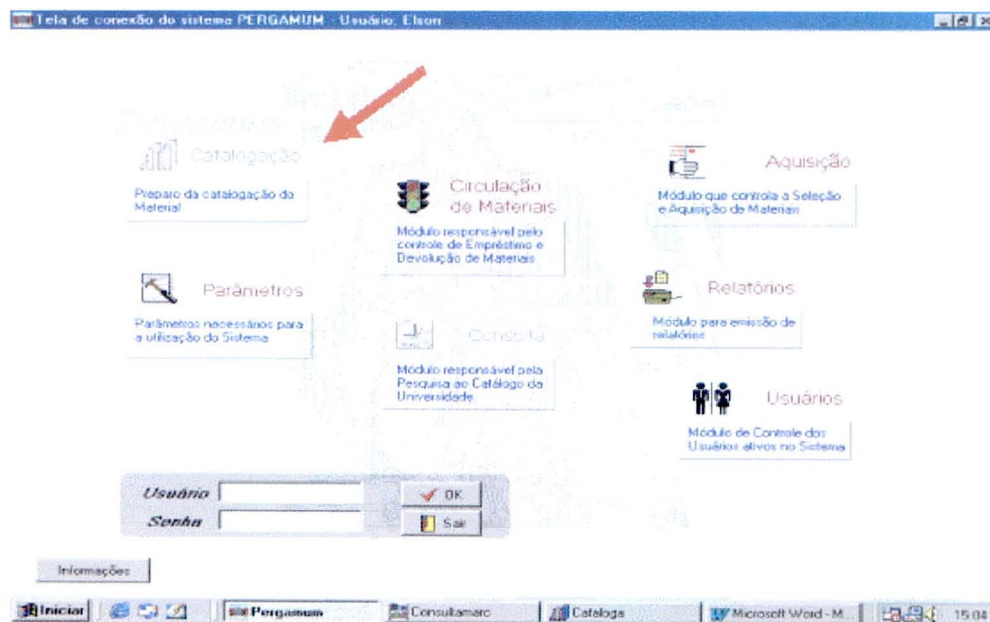 Tela de conexão do sistema PERGAMUM - Usuário: Elson
Catalogação
Preparo da catalogação do
Material
Circulação
de Materiais
Módulo responsável pelo
controle de Empréstimo e
Devolução de Materiais
Aquisição
Módulo que controla a Seleção
e Aquisição de Materiais
Parâmetros
Parâmetros necessários para
a utilização do Sistema
Consulta
Módulo responsável pela
Pesquisa ao Catálogo da
Universidade.
Relatórios
Módulo para emissão de
relatórios
Usuários
Módulo de Controle dos
Usuários ativos no Sistema
Usuário
OK
Senha
Sair
Informações
Iniciar
Pergamum
Consultamarc
Cataloga
Microsoft Word - M...
15:04